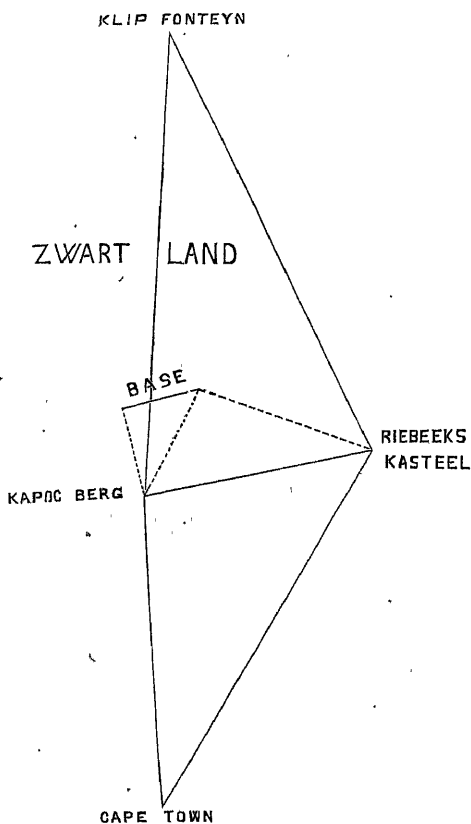 KLIP FONTEYN
ZWART LAND
BASE
RIEBEEKS
KASTEEL
KAPOC BERG
CAPE TOWN